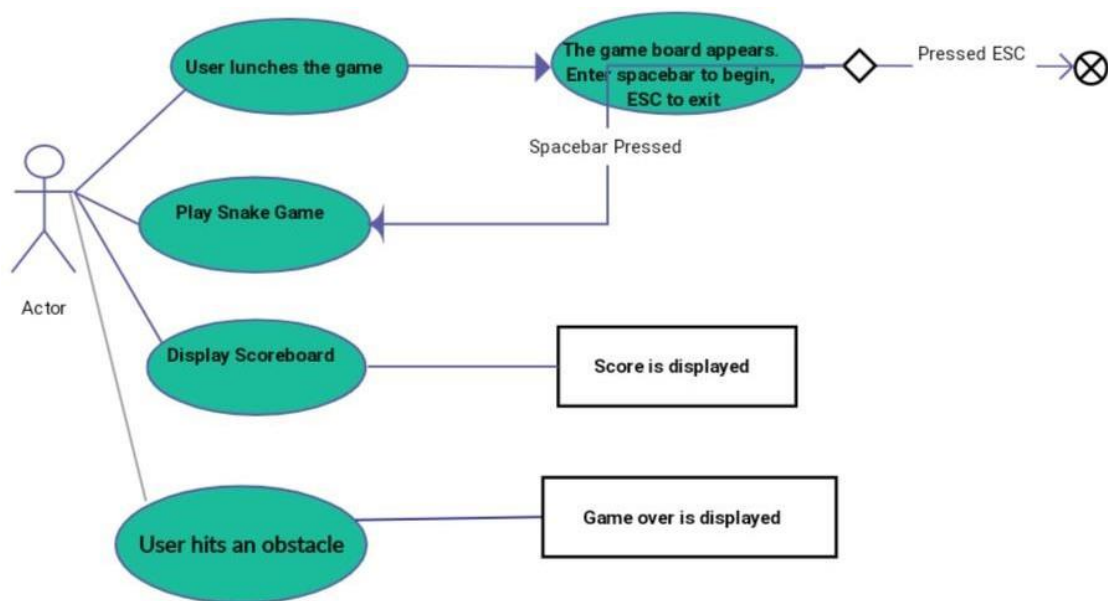 User lunches the game
The game board appears.
Enter spacebar to begin,
ESC to exit
Pressed ESC
Spacebar Pressed
Play Snake Game
Actor
Display Scoreboard
Score is displayed
User hits an obstacle
Game over is displayed